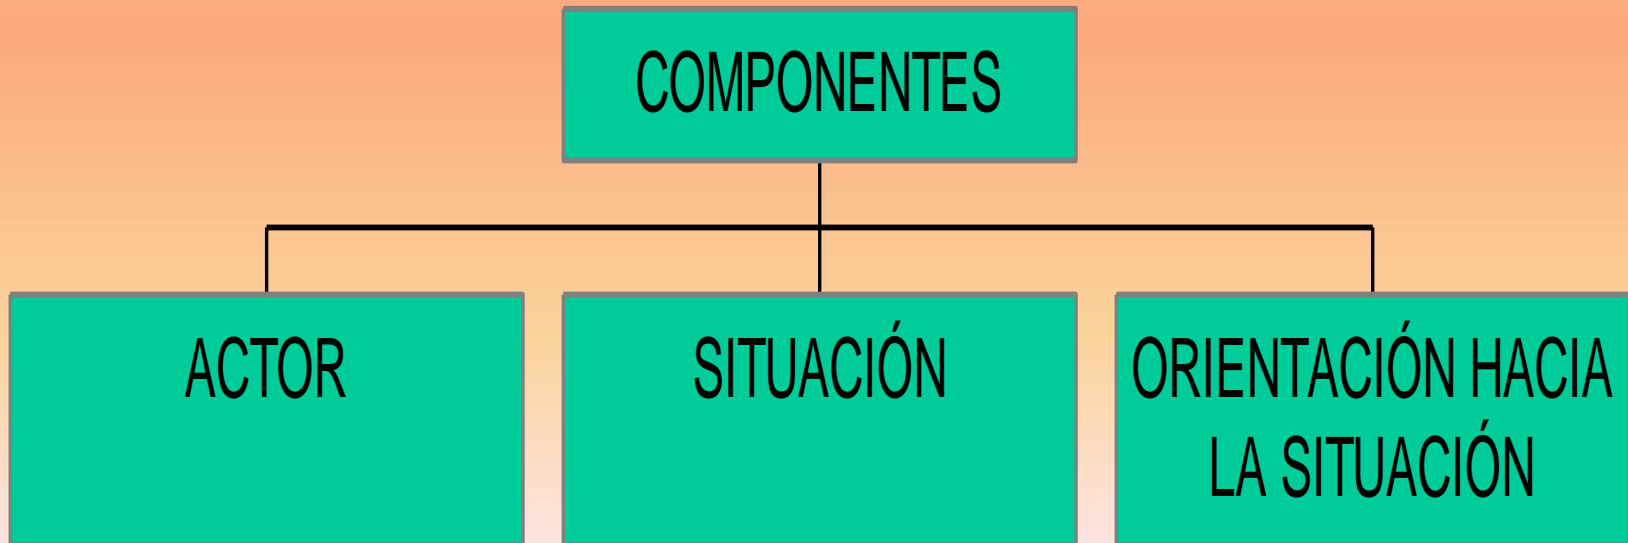 COMPONENTES
ACTOR
SITUACIÓN
ORIENTACIÓN HACIA
LA SITUACIÓN